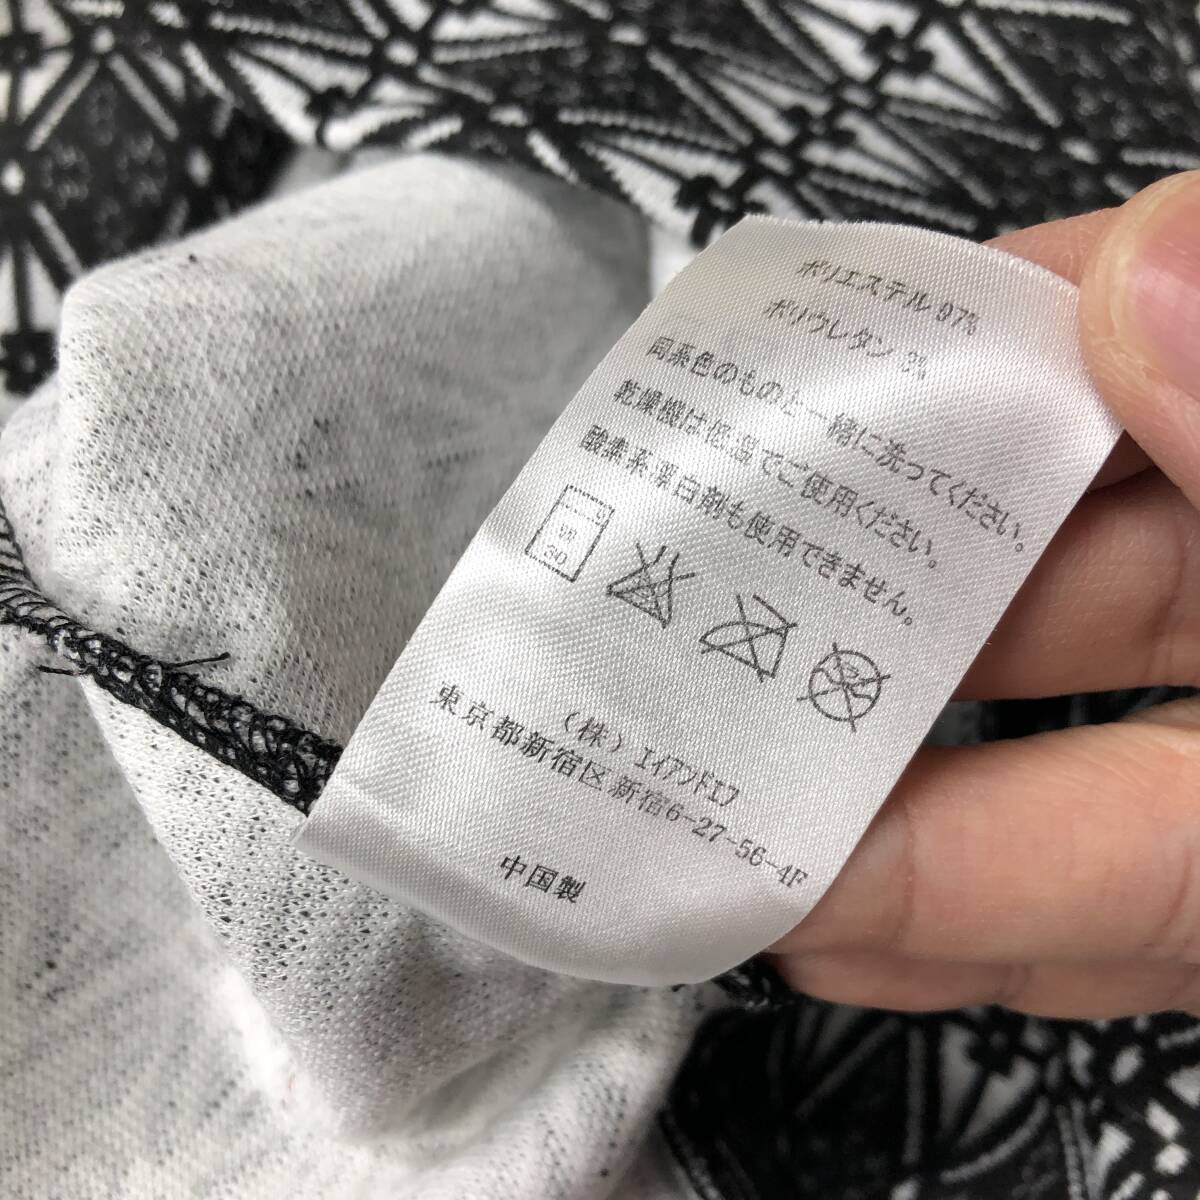 ポリエステル 97%
ポリウレタン 3%
同系色のものと一緒に洗ってください。
乾燥機は低温でご使用ください。
酸素系漂白剤も使用できません。
弱
30
(株) エイアンドエフ
東京都新宿区新宿6-27-56-4F
中国製